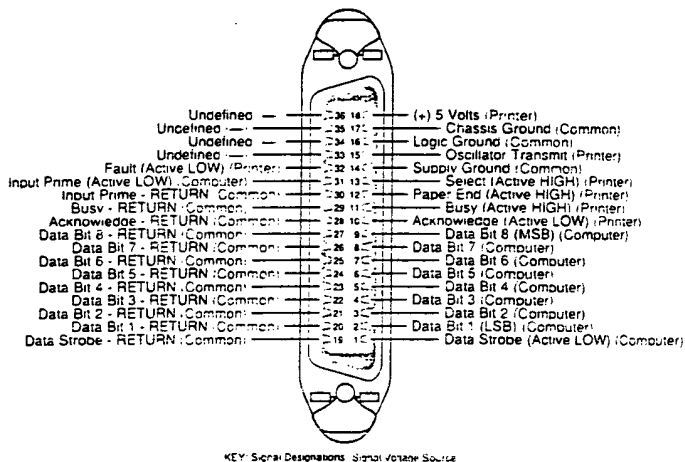 Undefined — 36 18 (+) 5 Volts (Printer)
Undefined — 35 17 Chassis Ground (Common)
Undefined — 34 16 Logic Ground (Common)
Undefined — 33 15 Oscillator Transmit (Printer)
Fault (Active LOW) (Printer) 32 14 Supply Ground (Common)
Input Prime (Active LOW) (Computer) 31 13 Select (Active HIGH) (Printer)
Input Prime - RETURN (Common) 30 12 Paper End (Active HIGH) (Printer)
Busy - RETURN (Common) 29 11 Busy (Active HIGH) (Printer)
Acknowledge - RETURN (Common) 28 10 Acknowledge (Active LOW) (Printer)
Data Bit 8 - RETURN (Common) 27 9 Data Bit 8 (MSB) (Computer)
Data Bit 7 - RETURN (Common) 26 8 Data Bit 7 (Computer)
Data Bit 6 - RETURN (Common) 25 7 Data Bit 6 (Computer)
Data Bit 5 - RETURN (Common) 24 6 Data Bit 5 (Computer)
Data Bit 4 - RETURN (Common) 23 5 Data Bit 4 (Computer)
Data Bit 3 - RETURN (Common) 22 4 Data Bit 3 (Computer)
Data Bit 2 - RETURN (Common) 21 3 Data Bit 2 (Computer)
Data Bit 1 - RETURN (Common) 20 2 Data Bit 1 (LSB) (Computer)
Data Strobe - RETURN (Common) 19 1 Data Strobe (Active LOW) (Computer)
KEY: Signal Designations (Signal Voltage Source)